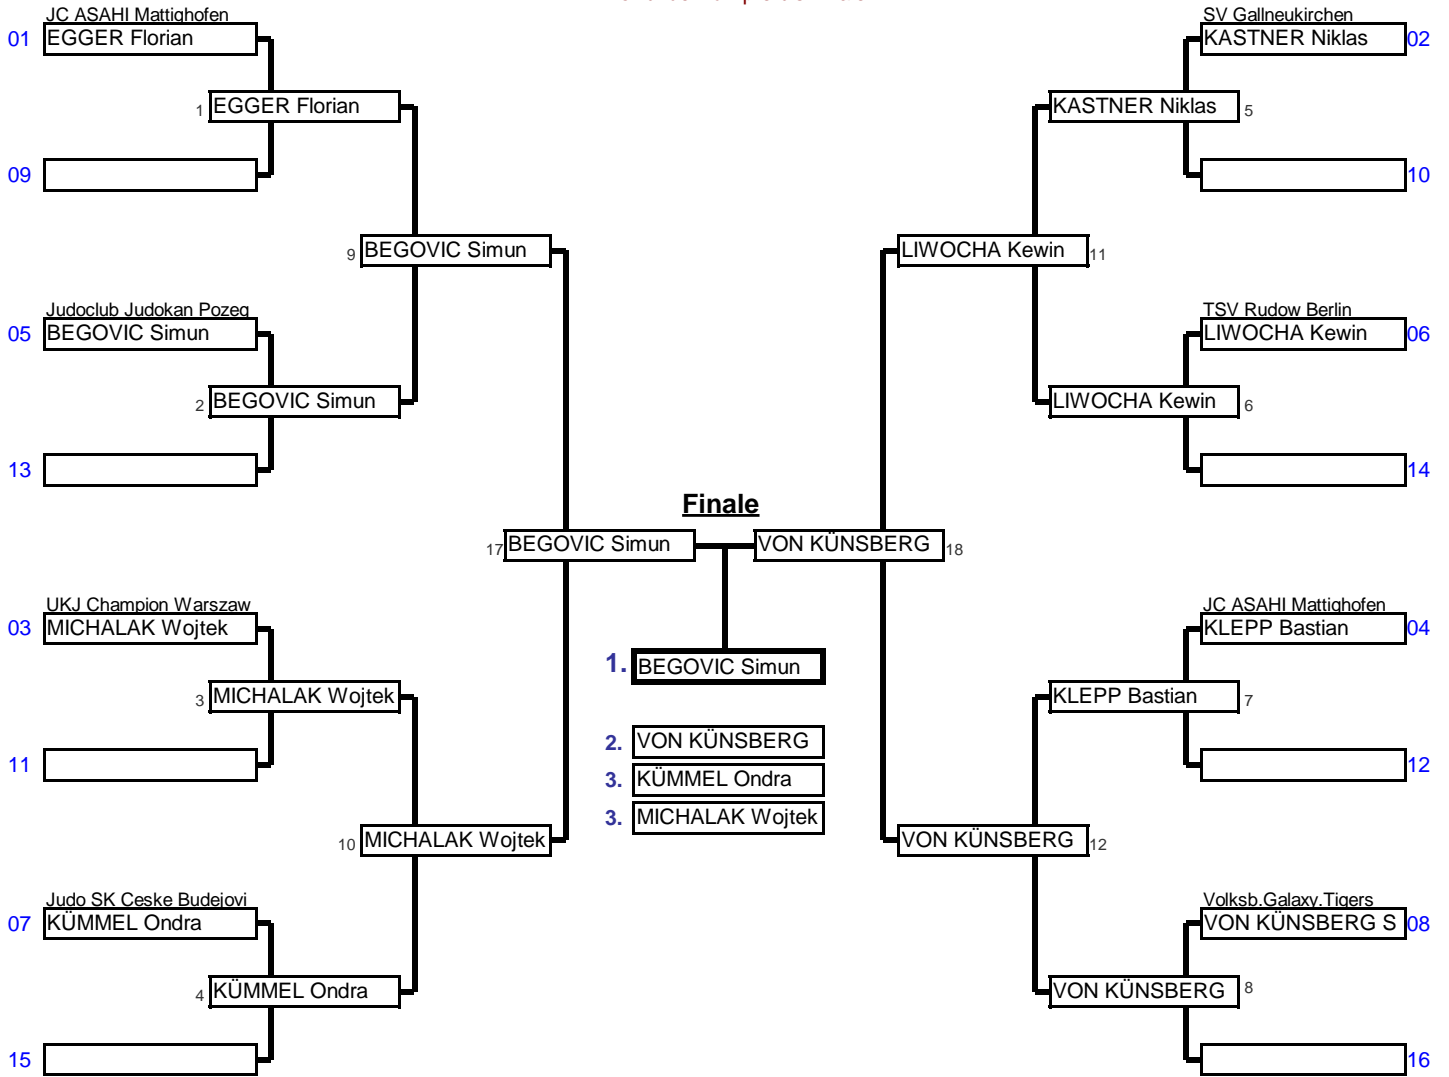 JC ASAHI Mattighofen
01 EGGER Florian
1 EGGER Florian
09
9 BEGOVIC Simun
Judoclub Judokan Pozeg
05 BEGOVIC Simun
2 BEGOVIC Simun
13
17 BEGOVIC Simun
UKJ Champion Warszaw
03 MICHALAK Wojtek
3 MICHALAK Wojtek
11
10 MICHALAK Wojtek
Judo SK Ceske Budejovi
07 KÜMMEL Ondra
4 KÜMMEL Ondra
15
Finale
1. BEGOVIC Simun
2. VON KÜNSBERG
3. KÜMMEL Ondra
3. MICHALAK Wojtek
SV Gallneukirchen
KASTNER Niklas 02
KASTNER Niklas 5
10
LIWOCHA Kewin 11
TSV Rudow Berlin
LIWOCHA Kewin 06
LIWOCHA Kewin 6
14
VON KÜNSBERG 18
JC ASAHI Mattighofen
KLEPP Bastian 04
KLEPP Bastian 7
12
VON KÜNSBERG 12
Volksb.Galaxy.Tigers
VON KÜNSBERG S 08
VON KÜNSBERG 8
16